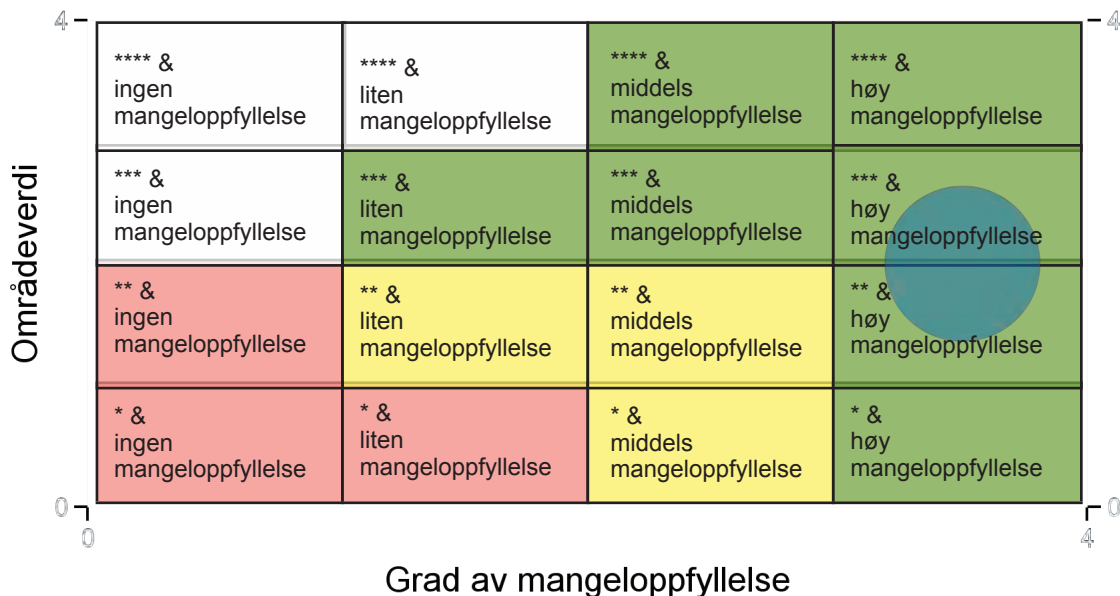 4
4
**** &
ingen
mangeloppfyllelse
**** &
liten
mangeloppfyllelse
**** &
middels
mangeloppfyllelse
**** &
høy
mangeloppfyllelse
*** &
ingen
mangeloppfyllelse
*** &
liten
mangeloppfyllelse
*** &
middels
mangeloppfyllelse
*** &
høy
mangeloppfyllelse
** &
ingen
mangeloppfyllelse
** &
liten
mangeloppfyllelse
** &
middels
mangeloppfyllelse
** &
høy
mangeloppfyllelse
* &
ingen
mangeloppfyllelse
* &
liten
mangeloppfyllelse
* &
middels
mangeloppfyllelse
* &
høy
mangeloppfyllelse
Områdeverdi
0
0
0
4
Grad av mangeloppfyllelse